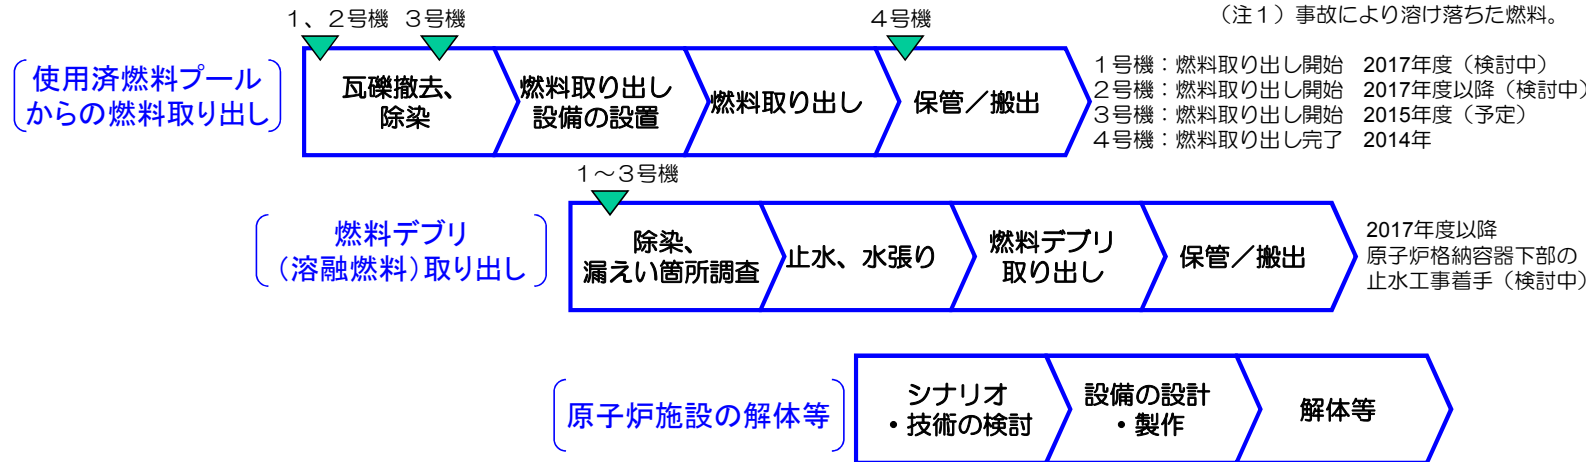 （注１）事故により溶け落ちた燃料。
１、２号機
３号機
４号機
使用済燃料プール
からの燃料取り出し
瓦礫撤去、
除染
燃料取り出し
設備の設置
燃料取り出し
保管／搬出
１号機：燃料取り出し開始　2017年度（検討中）
２号機：燃料取り出し開始　2017年度以降（検討中）
３号機：燃料取り出し開始　2015年度（予定）
４号機：燃料取り出し完了　2014年
１～３号機
燃料デブリ
（溶融燃料）取り出し
除染、
漏えい箇所調査
止水、水張り
燃料デブリ
取り出し
保管／搬出
2017年度以降
原子炉格納容器下部の
止水工事着手（検討中）
原子炉施設の解体等
シナリオ
・技術の検討
設備の設計
・製作
解体等